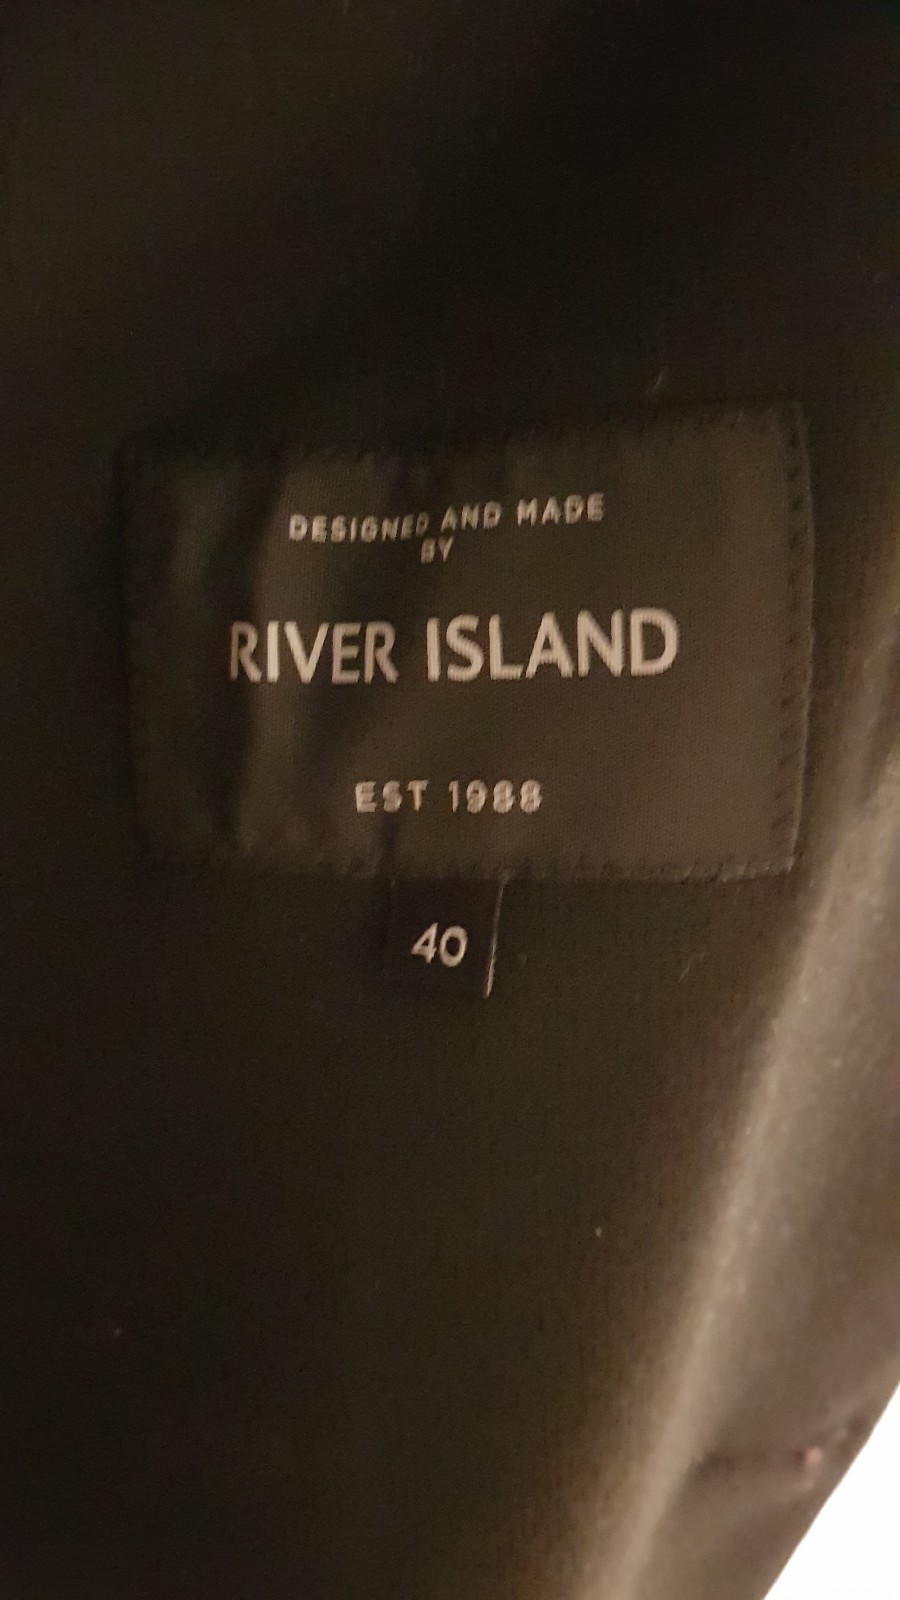 DESIGNED AND MADE
BY
RIVER ISLAND
EST 1988
40